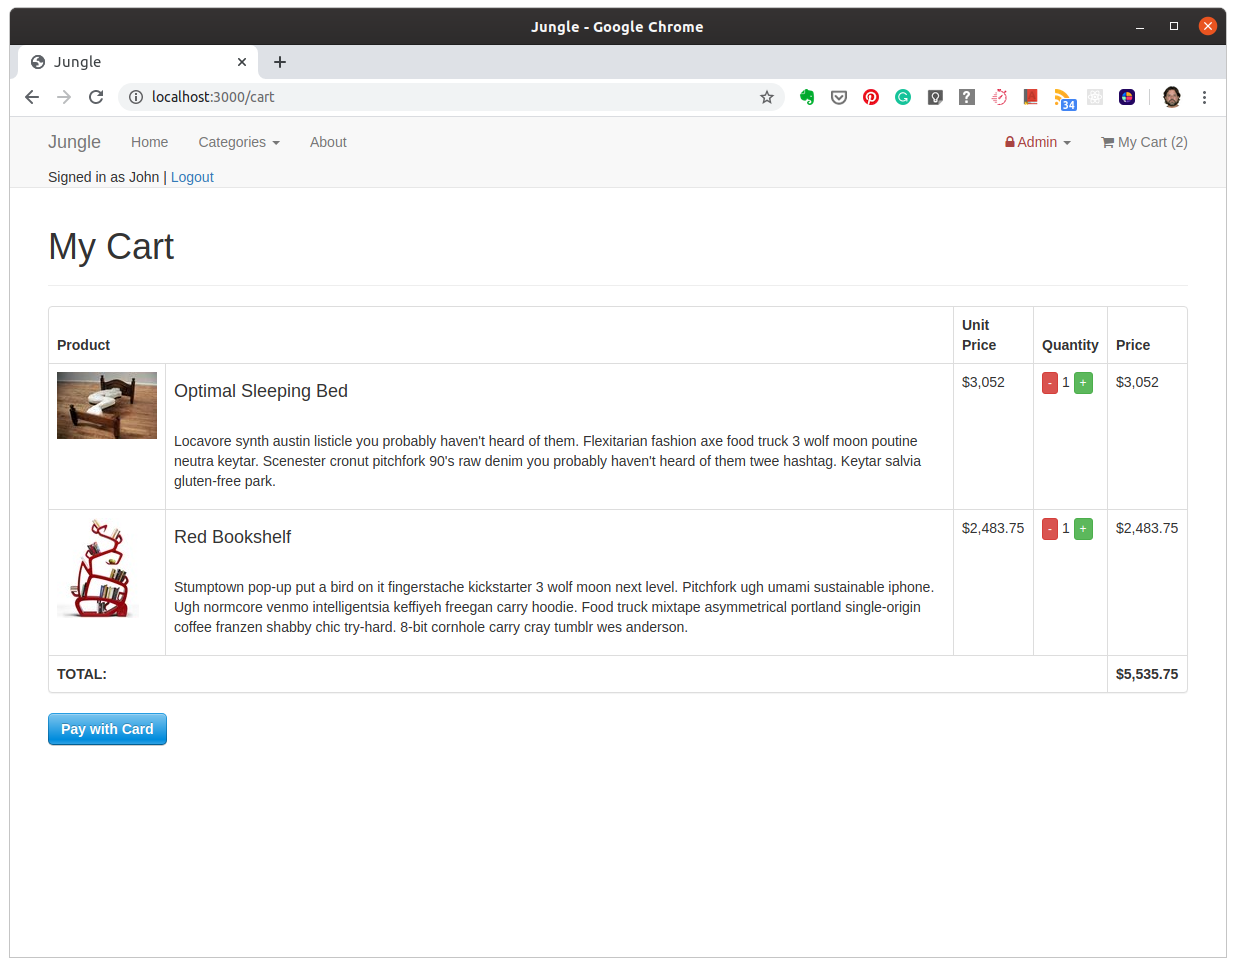 Jungle - Google Chrome
Jungle
localhost:3000/cart
34
Jungle Home Categories About Admin My Cart (2)
Signed in as John | Logout
My Cart
Product Unit Price Quantity Price
Optimal Sleeping Bed $3,052 - 1 + $3,052
Locavore synth austin listicle you probably haven't heard of them. Flexitarian fashion axe food truck 3 wolf moon poutine
neutra keytar. Scenester cronut pitchfork 90's raw denim you probably haven't heard of them twee hashtag. Keytar salvia
gluten-free park.
Red Bookshelf $2,483.75 - 1 + $2,483.75
Stumptown pop-up put a bird on it fingerstache kickstarter 3 wolf moon next level. Pitchfork ugh umami sustainable iphone.
Ugh normcore venmo intelligentsia keffiyeh freegan carry hoodie. Food truck mixtape asymmetrical portland single-origin
coffee franzen shabby chic try-hard. 8-bit cornhole carry cray tumblr wes anderson.
TOTAL: $5,535.75
Pay with Card